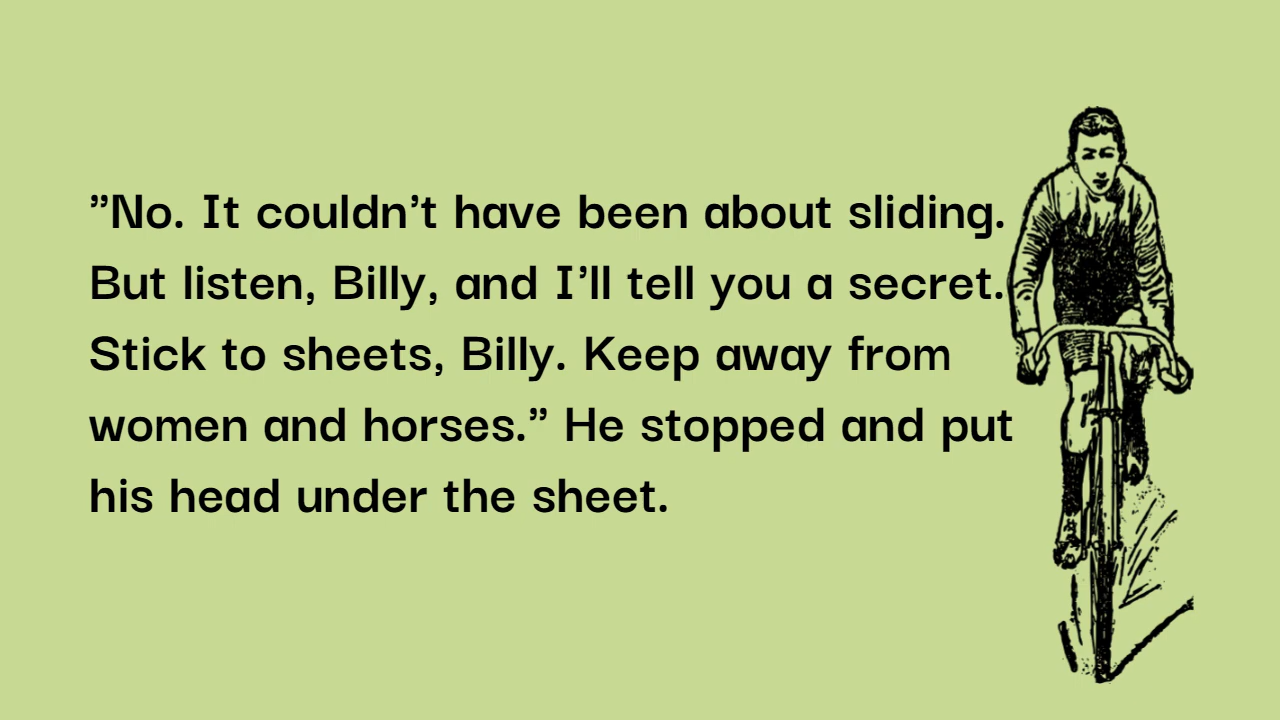 ”No. It couldn’t have been about sliding.
But listen, Billy, and I’ll tell you a secret.
Stick to sheets, Billy. Keep away from
women and horses.” He stopped and put
his head under the sheet.